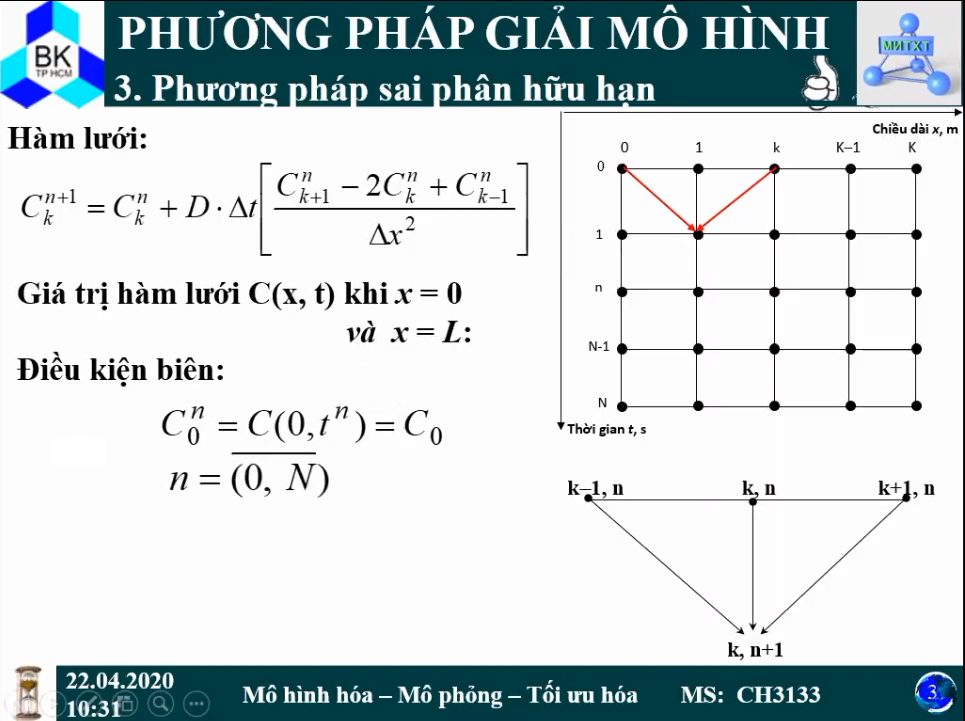 PHƯƠNG PHÁP GIẢI MÔ HÌNH
BK
TP HCM
МИТХТ
3. Phương pháp sai phân hữu hạn
Hàm lưới:
C_k^{n+1} = C_k^n + D · Δt [ (C_{k+1}^n − 2C_k^n + C_{k−1}^n) / Δx^2 ]
Giá trị hàm lưới C(x, t) khi x = 0
và x = L:
Điều kiện biên:
C_0^n = C(0, t^n) = C_0
n = \overline{(0, N)}
Chiều dài x, m
0 1 k K–1 K
0
1
n
N-1
N
Thời gian t, s
k–1, n k, n k+1, n
k, n+1
22.04.2020
10:31
Mô hình hóa – Mô phỏng – Tối ưu hóa MS: CH3133
3